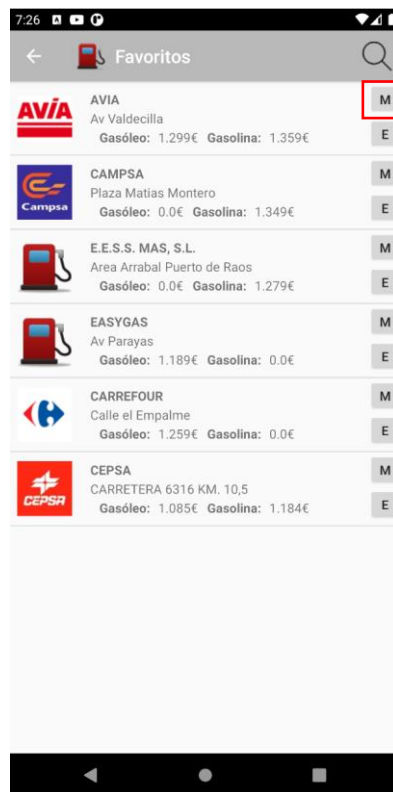 7:26
Favoritos
AVIA
AVIA
Av Valdecilla
Gasóleo: 1.299€ Gasolina: 1.359€
M
E
Campsa
CAMPSA
Plaza Matias Montero
Gasóleo: 0.0€ Gasolina: 1.349€
M
E
E.E.S.S. MAS, S.L.
Area Arrabal Puerto de Raos
Gasóleo: 0.0€ Gasolina: 1.279€
M
E
EASYGAS
Av Parayas
Gasóleo: 1.189€ Gasolina: 0.0€
M
E
CARREFOUR
Calle el Empalme
Gasóleo: 1.259€ Gasolina: 0.0€
M
E
CEPSA
CEPSA
CARRETERA 6316 KM. 10,5
Gasóleo: 1.085€ Gasolina: 1.184€
M
E